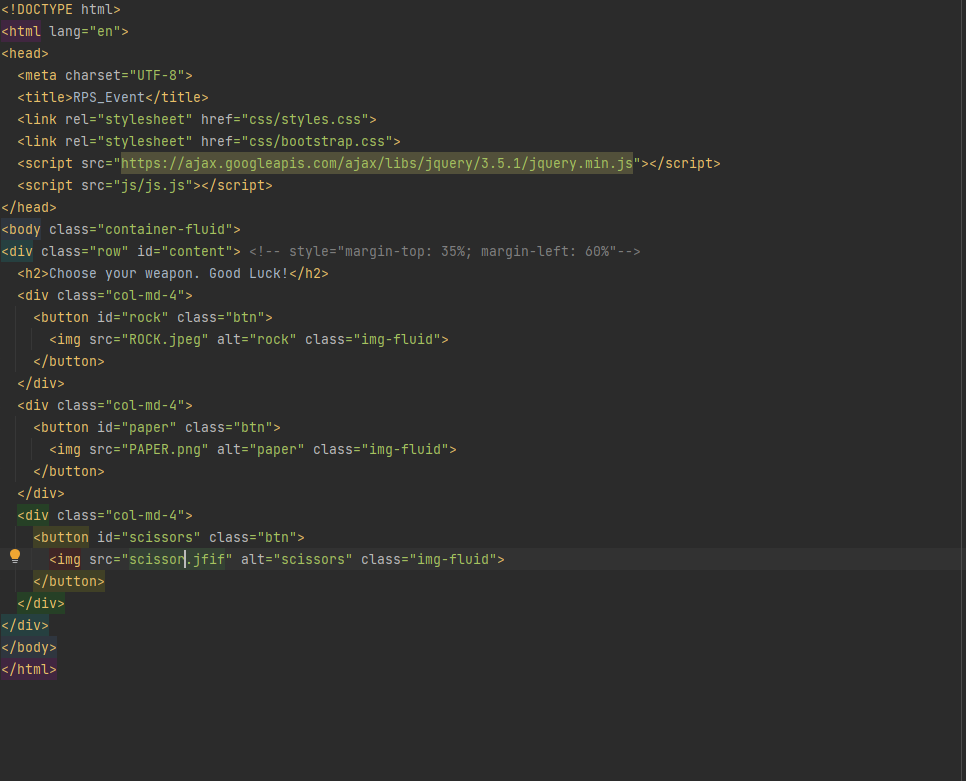 <!DOCTYPE html>
<html lang="en">
<head>
  <meta charset="UTF-8">
  <title>RPS_Event</title>
  <link rel="stylesheet" href="css/styles.css">
  <link rel="stylesheet" href="css/bootstrap.css">
  <script src="https://ajax.googleapis.com/ajax/libs/jquery/3.5.1/jquery.min.js"></script>
  <script src="js/js.js"></script>
</head>
<body class="container-fluid">
<div class="row" id="content"> <!-- style="margin-top: 35%; margin-left: 60%"-->
  <h2>Choose your weapon. Good Luck!</h2>
  <div class="col-md-4">
    <button id="rock" class="btn">
      <img src="ROCK.jpeg" alt="rock" class="img-fluid">
    </button>
  </div>
  <div class="col-md-4">
    <button id="paper" class="btn">
      <img src="PAPER.png" alt="paper" class="img-fluid">
    </button>
  </div>
  <div class="col-md-4">
    <button id="scissors" class="btn">
      <img src="scissor.jfif" alt="scissors" class="img-fluid">
    </button>
  </div>
</div>
</body>
</html>